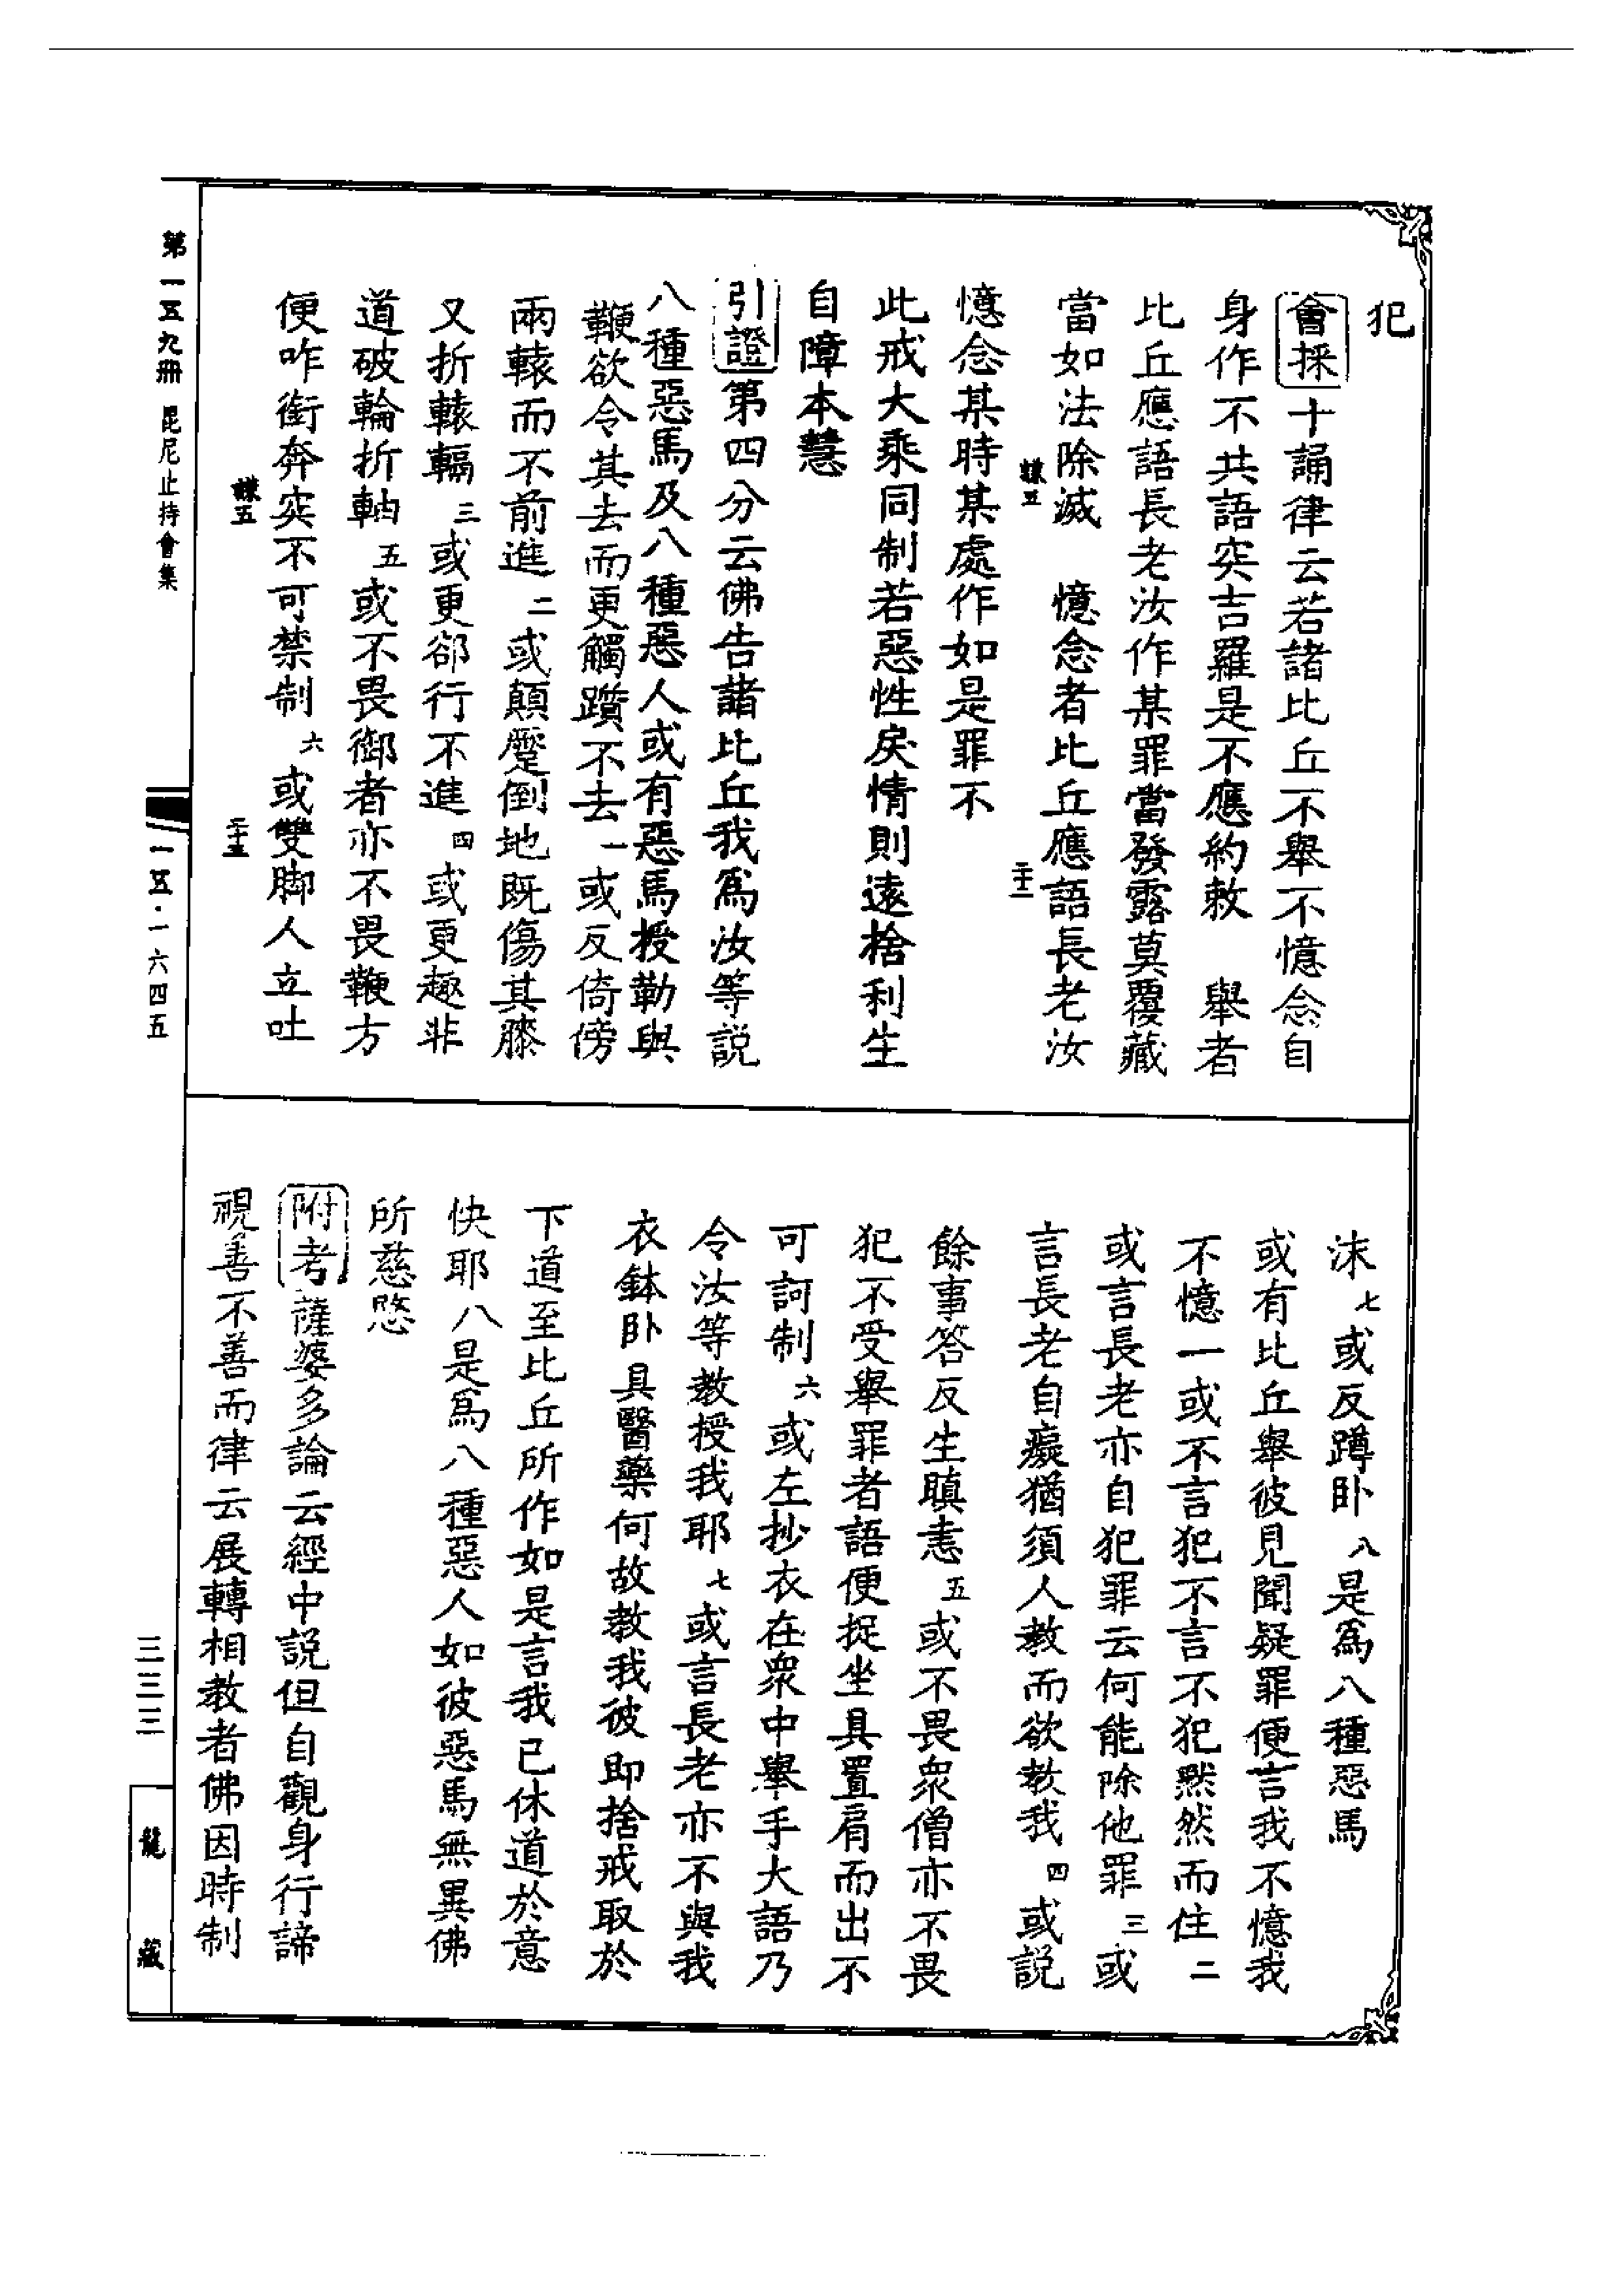 犯
會採十誦律云若諸比丘不舉不憶念自
身作不共語突吉羅是不應約敕　舉者
比丘應語長老汝作某罪當發露莫覆藏
當如法除滅　憶念者比丘應語長老汝
隸五　二十二
憶念某時某處作如是罪不
此戒大乘同制若惡性戾情則遠捨利生
自障本慧
引證第四分云佛告諸比丘我爲汝等説
八種惡馬及八種惡人或有惡馬授勒與
鞭欲令其去而更觸躓不去一或反倚傍
兩轅而不前進二或顛蹷倒地既傷其膝
又折轅輻三或更卻行不進四或更趣非
道破輪折軸五或不畏御者亦不畏鞭方
便咋銜奔突不可禁制六或雙脚人立吐
隸五　二十三
沫七或反蹲卧八是爲八種惡馬
或有比丘舉彼見聞疑罪便言我不憶我
不憶一或不言犯不言不犯黙然而住二
或言長老亦自犯罪云何能除他罪三或
言長老自癡猶須人教而欲教我四或説
餘事答反生瞋恚五或不畏衆僧亦不畏
犯不受舉罪者語便捉坐具置肩而出不
可訶制六或左抄衣在衆中舉手大語乃
令汝等教授我耶七或言長老亦不與我
衣鉢卧具醫藥何故教我彼即捨戒取於
下道至比丘所作如是言我已休道於意
快耶八是爲八種惡人如彼惡馬無異佛
所慈愍
附考薩婆多論云經中説但自觀身行諦
視善不善而律云展轉相教者佛因時制
第一五九冊　毘尼止持會集
一五·一六四五
三三三
龍藏